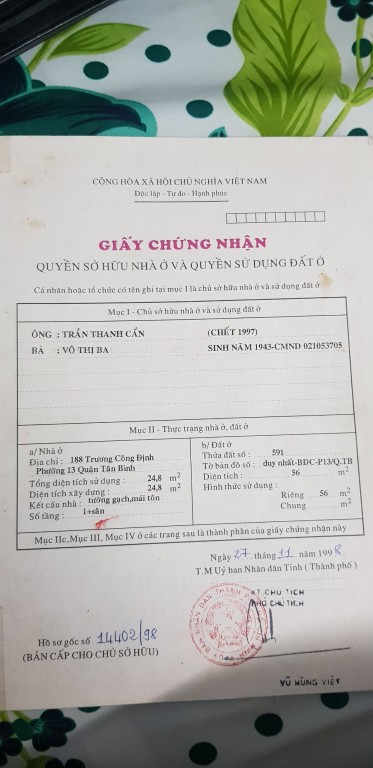 CỘNG HÒA XÃ HỘI CHỦ NGHĨA VIỆT NAM
Độc lập - Tự do - Hạnh phúc
GIẤY CHỨNG NHẬN
QUYỀN SỞ HỮU NHÀ Ở VÀ QUYỀN SỬ DỤNG ĐẤT Ở
Cá nhân hoặc tổ chức có tên ghi tại mục I là chủ sở hữu nhà ở và sử dụng đất ở
Mục I - Chủ sở hữu nhà ở và sử dụng đất ở
ÔNG : TRẦN THANH CẨN (CHẾT 1997)
BÀ : VÕ THỊ BA SINH NĂM 1943-CMND 021053705
Mục II - Thực trạng nhà ở, đất ở
a/ Nhà ở
Địa chỉ : 188 Trương Công Định
Phường 13 Quận Tân Bình
Tổng diện tích sử dụng : 24,8 m2
Diện tích xây dựng : 24,8 m2
Kết cấu nhà : tường gạch,mái tôn
Số tầng : 1+sân
b/ Đất ở
Thửa đất số : 591
Tờ bản đồ số : duy nhất-BĐC-P13/Q.TB
Diện tích : 56 m2
Hình thức sử dụng :
Riêng 56 m2
Chung m2
Mục IIc,Mục III, Mục IV ở các trang sau là thành phần của giấy chứng nhận này
Ngày 27 tháng 11 năm 1998
T.M Uỷ ban Nhân dân Tỉnh ( Thành phố )
KT CHỦ TỊCH
PHÓ CHỦ TỊCH
Hồ sơ gốc số 14402/98
(BẢN CẤP CHO CHỦ SỞ HỮU)
VŨ HÙNG VIỆT